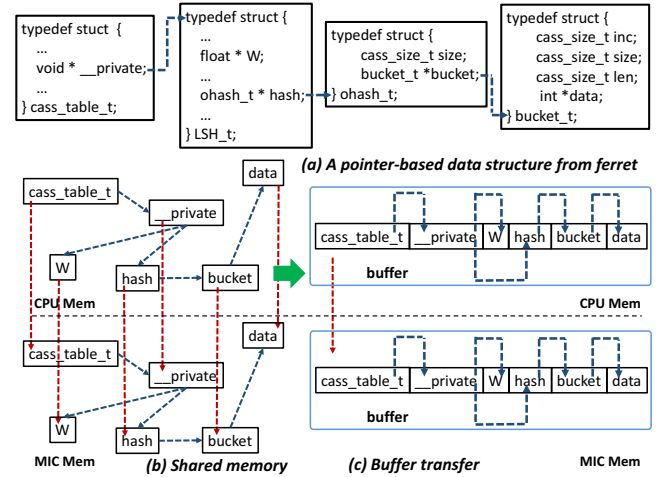 typedef stuct {
...
void * __private;
...
} cass_table_t;
typedef struct {
...
float * W;
...
ohash_t * hash;
...
} LSH_t;
typedef struct {
cass_size_t size;
bucket_t *bucket;
} ohash_t;
typedef struct {
cass_size_t inc;
cass_size_t size;
cass_size_t len;
int *data;
} bucket_t;
(a) A pointer-based data structure from ferret
cass_table_t
__private
data
W
hash
bucket
CPU Mem
cass_table_t __private W hash bucket data
buffer
CPU Mem
cass_table_t
__private
data
W
hash
bucket
MIC Mem
(b) Shared memory
cass_table_t __private W hash bucket data
buffer
(c) Buffer transfer
MIC Mem